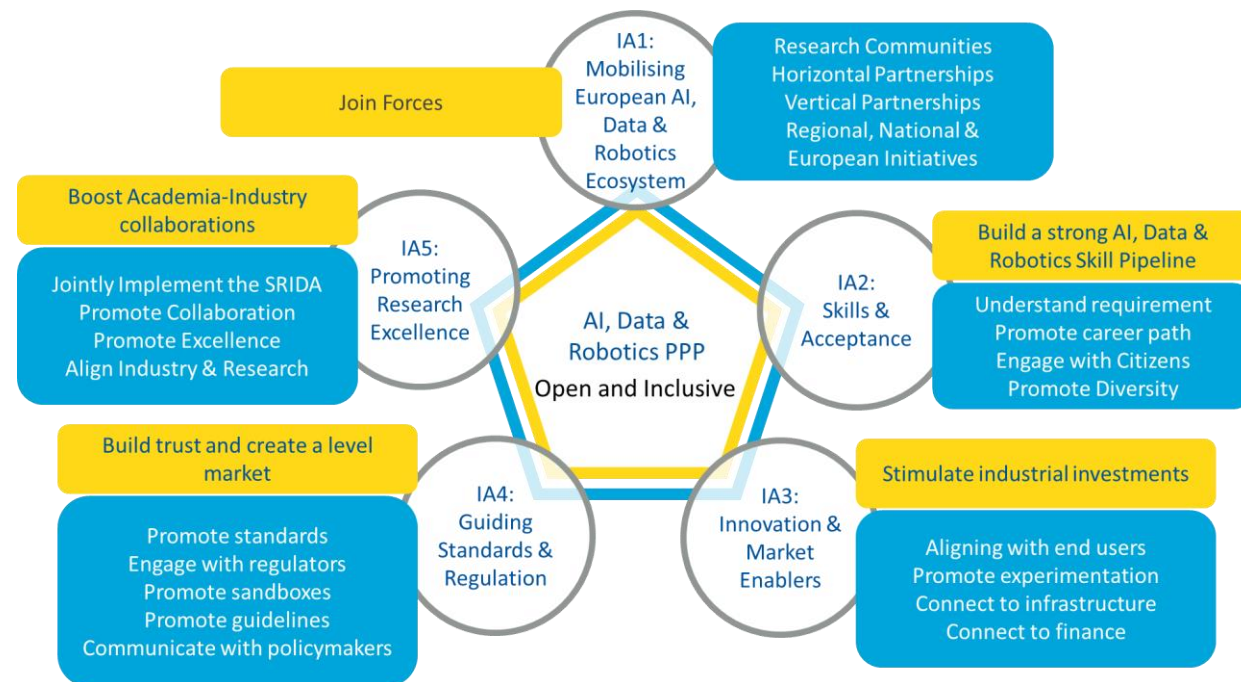 Join Forces
IA1:
Mobilising
European AI,
Data &
Robotics
Ecosystem
Research Communities
Horizontal Partnerships
Vertical Partnerships
Regional, National &
European Initiatives
Boost Academia-Industry
collaborations
Jointly Implement the SRIDA
Promote Collaboration
Promote Excellence
Align Industry & Research
IA5:
Promoting
Research
Excellence
AI, Data &
Robotics PPP
Open and Inclusive
IA2:
Skills &
Acceptance
Build a strong AI, Data &
Robotics Skill Pipeline
Understand requirement
Promote career path
Engage with Citizens
Promote Diversity
Build trust and create a level
market
Promote standards
Engage with regulators
Promote sandboxes
Promote guidelines
Communicate with policymakers
IA4:
Guiding
Standards &
Regulation
IA3:
Innovation &
Market
Enablers
Stimulate industrial investments
Aligning with end users
Promote experimentation
Connect to infrastructure
Connect to finance